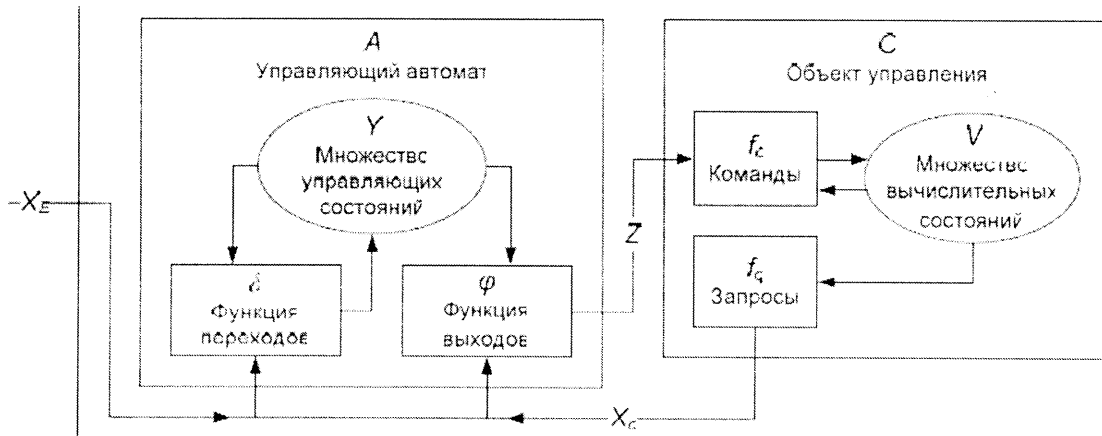 A
Управляющий автомат
Y
Множество
управляющих
состояний
δ
Функция
переходов
φ
Функция
выходов
X_E
Z
C
Объект управления
f_c
Команды
V
Множество
вычислительных
состояний
f_q
Запросы
X_c